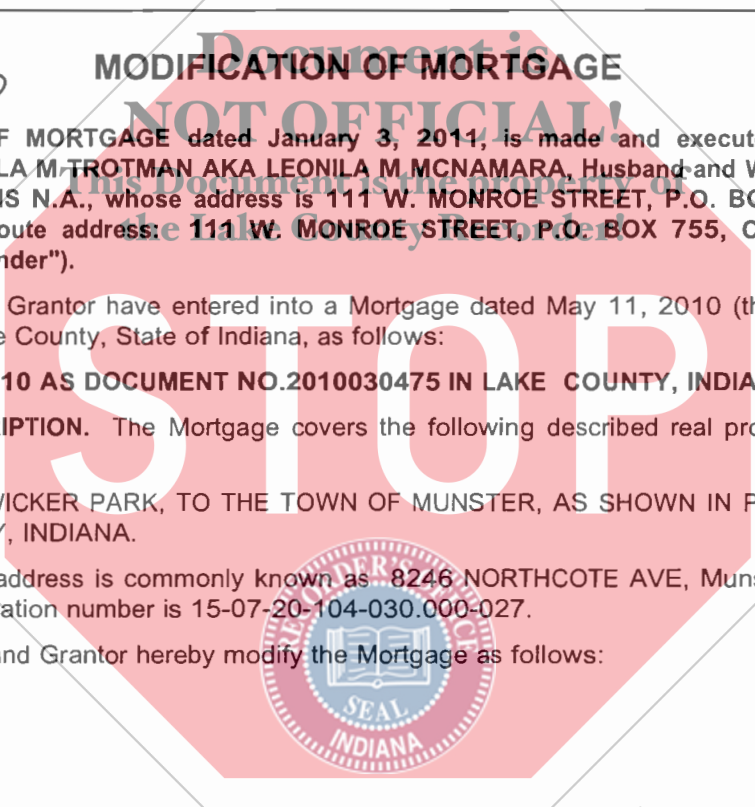 MODIFICATION OF MORTGAGE
Document is
NOT OFFICIAL!
This Document is the property of
the Lake County Recorder!
F MORTGAGE dated January 3, 2011, is made and execute
LA M TROTMAN AKA LEONILA M MCNAMARA, Husband and W
IS N.A., whose address is 111 W. MONROE STREET, P.O. BO
oute address: 111 W. MONROE STREET, P.O. BOX 755, C
nder").
Grantor have entered into a Mortgage dated May 11, 2010 (th
e County, State of Indiana, as follows:
10 AS DOCUMENT NO.2010030475 IN LAKE COUNTY, INDIA
IPTION. The Mortgage covers the following described real pro
STOP
VICKER PARK, TO THE TOWN OF MUNSTER, AS SHOWN IN P
Y, INDIANA.
address is commonly known as 8246 NORTHCOTE AVE, Muns
ration number is 15-07-20-104-030.000-027.
and Grantor hereby modify the Mortgage as follows:
RECORDER'S OFFICE
SEAL
INDIANA